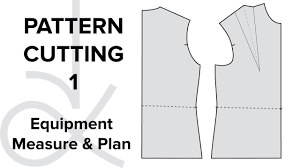 PATTERN
CUTTING
1
Equipment
Measure & Plan